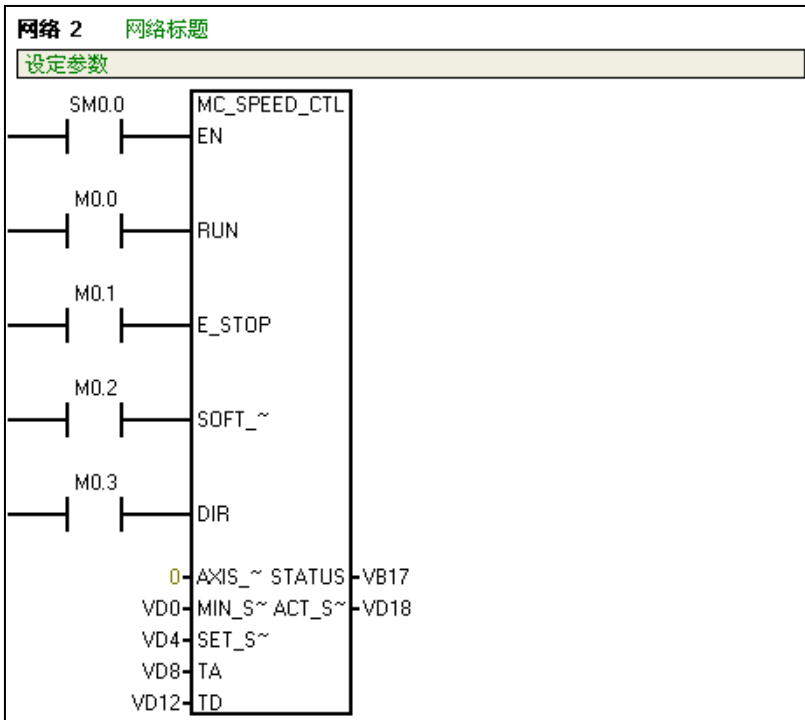 网络 2 网络标题
设定参数
SM0.0 MC_SPEED_CTL
EN
M0.0
RUN
M0.1
E_STOP
M0.2
SOFT_~
M0.3
DIR
0 AXIS_~ STATUS VB17
VD0 MIN_S~ ACT_S~ VD18
VD4 SET_S~
VD8 TA
VD12 TD